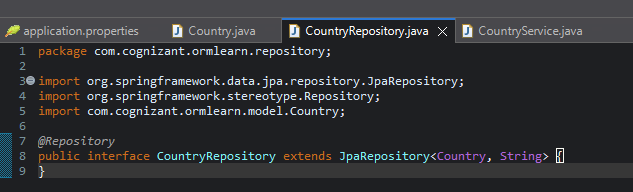 application.properties Country.java CountryRepository.java CountryService.java
1 package com.cognizant.ormlearn.repository;
2
3 import org.springframework.data.jpa.repository.JpaRepository;
4 import org.springframework.stereotype.Repository;
5 import com.cognizant.ormlearn.model.Country;
6
7 @Repository
8 public interface CountryRepository extends JpaRepository<Country, String> {
9 }